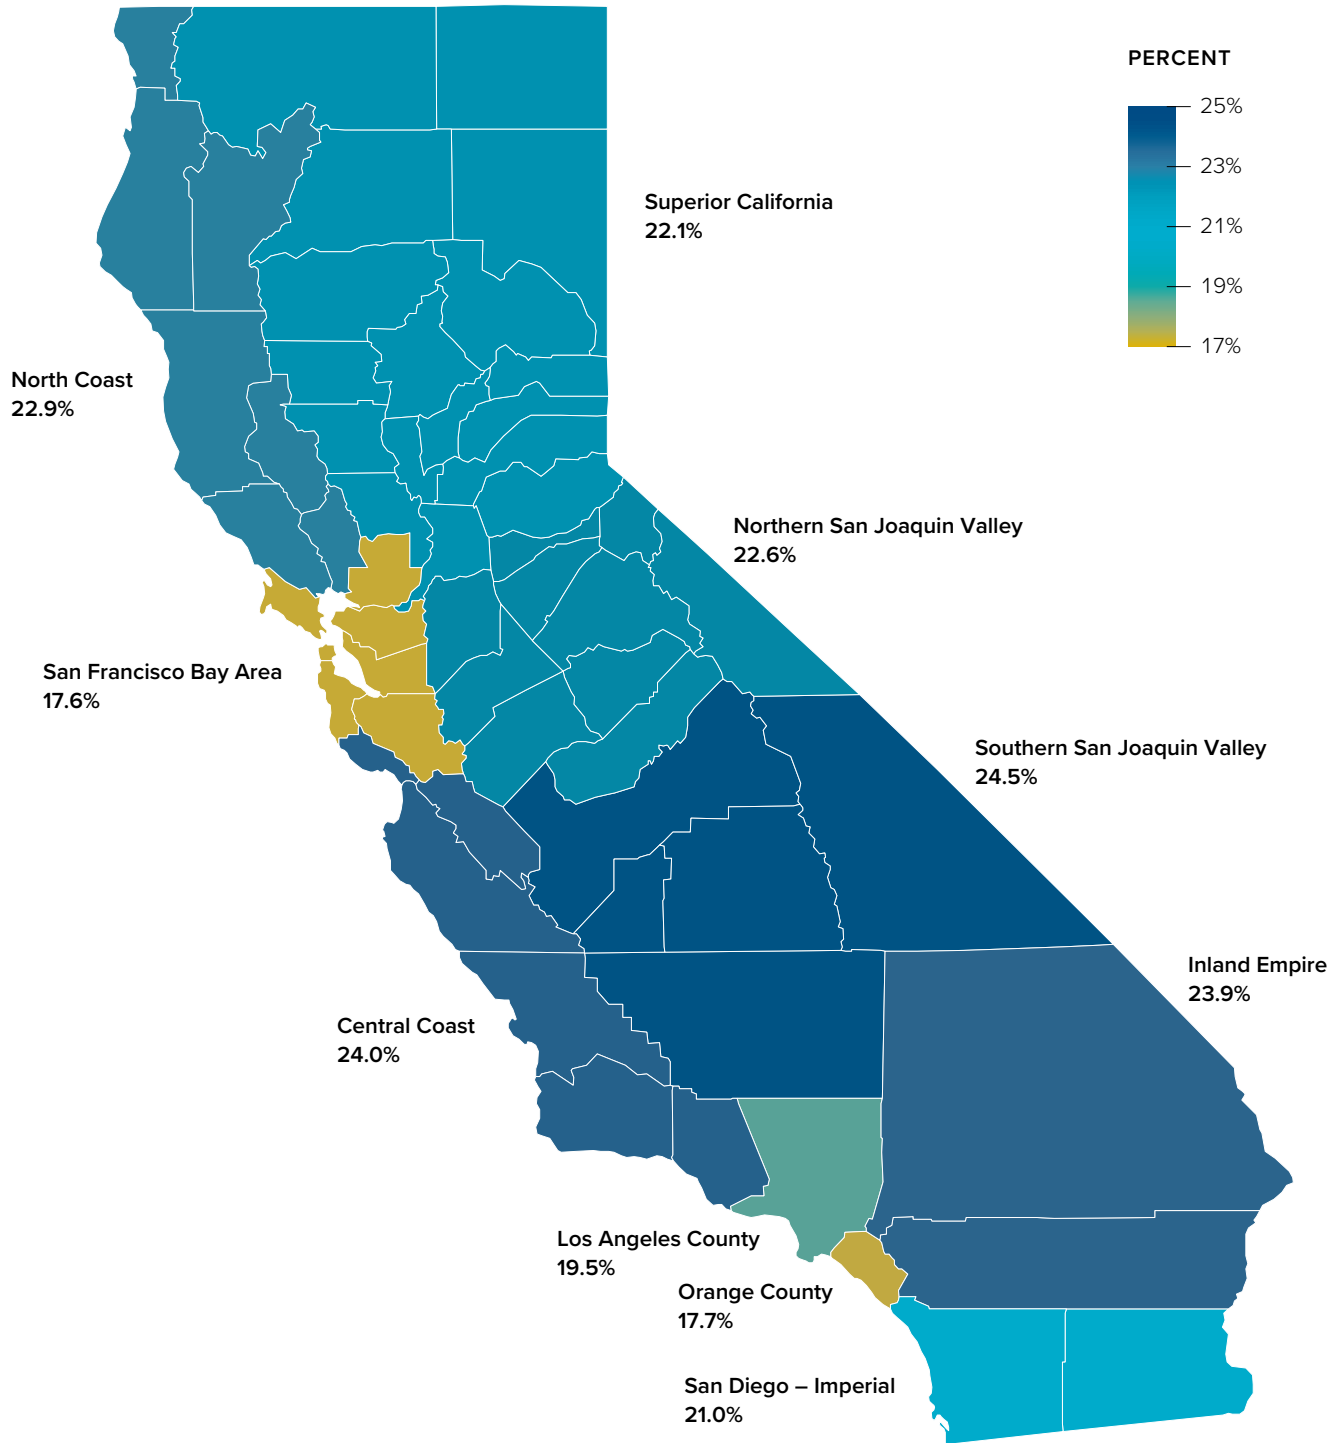 PERCENT
25%
23%
21%
19%
17%
Superior California
22.1%
North Coast
22.9%
Northern San Joaquin Valley
22.6%
San Francisco Bay Area
17.6%
Southern San Joaquin Valley
24.5%
Inland Empire
23.9%
Central Coast
24.0%
Los Angeles County
19.5%
Orange County
17.7%
San Diego – Imperial
21.0%